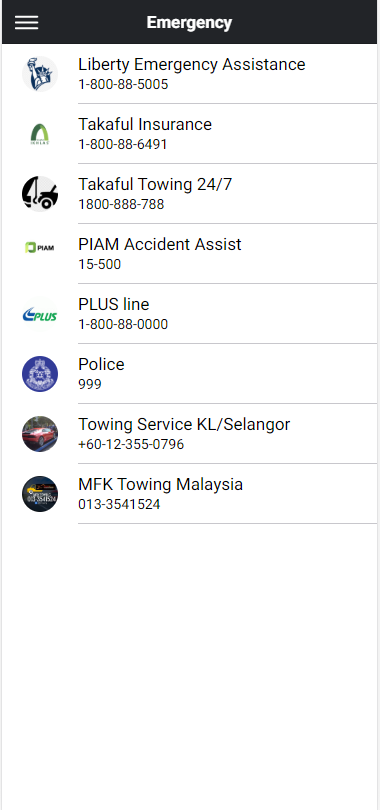 Emergency
Liberty Emergency Assistance
1-800-88-5005
Takaful Insurance
1-800-88-6491
Takaful Towing 24/7
1800-888-788
PIAM
PIAM Accident Assist
15-500
PLUS
PLUS line
1-800-88-0000
Police
999
Towing Service KL/Selangor
+60-12-355-0796
MFK Towing Malaysia
013-3541524